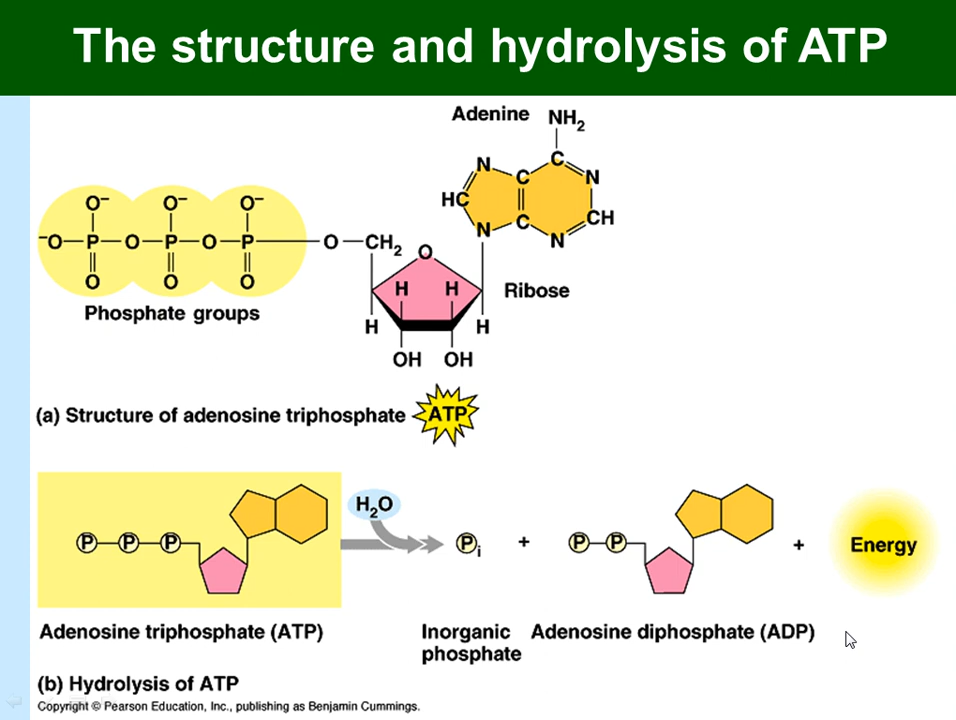 The structure and hydrolysis of ATP
Adenine
NH₂
N
C
N
HC
C
CH
N
N
O⁻
O⁻
O⁻
⁻O—P—O—P—O—P—O—CH₂
O
O
O
O
Phosphate groups
H
H
Ribose
H
H
OH
OH
(a) Structure of adenosine triphosphate
ATP
H₂O
P
P
P
Pᵢ
+
P
P
+
Energy
Adenosine triphosphate (ATP)
Inorganic
phosphate
Adenosine diphosphate (ADP)
(b) Hydrolysis of ATP
Copyright © Pearson Education, Inc., publishing as Benjamin Cummings.